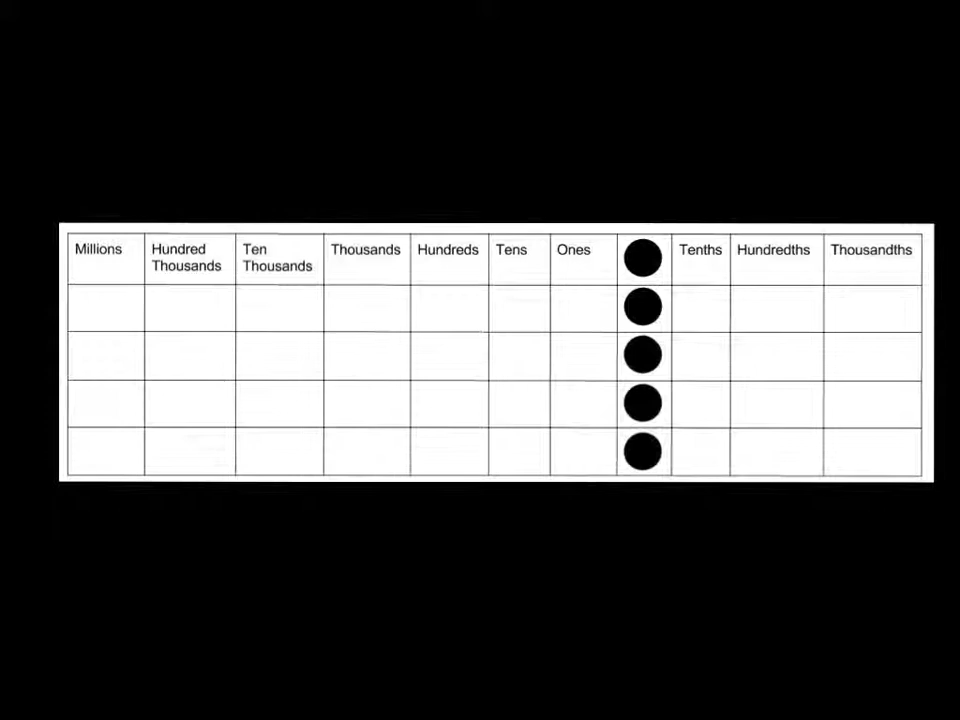 Millions
Hundred
Thousands
Ten
Thousands
Thousands
Hundreds
Tens
Ones
Tenths
Hundredths
Thousandths